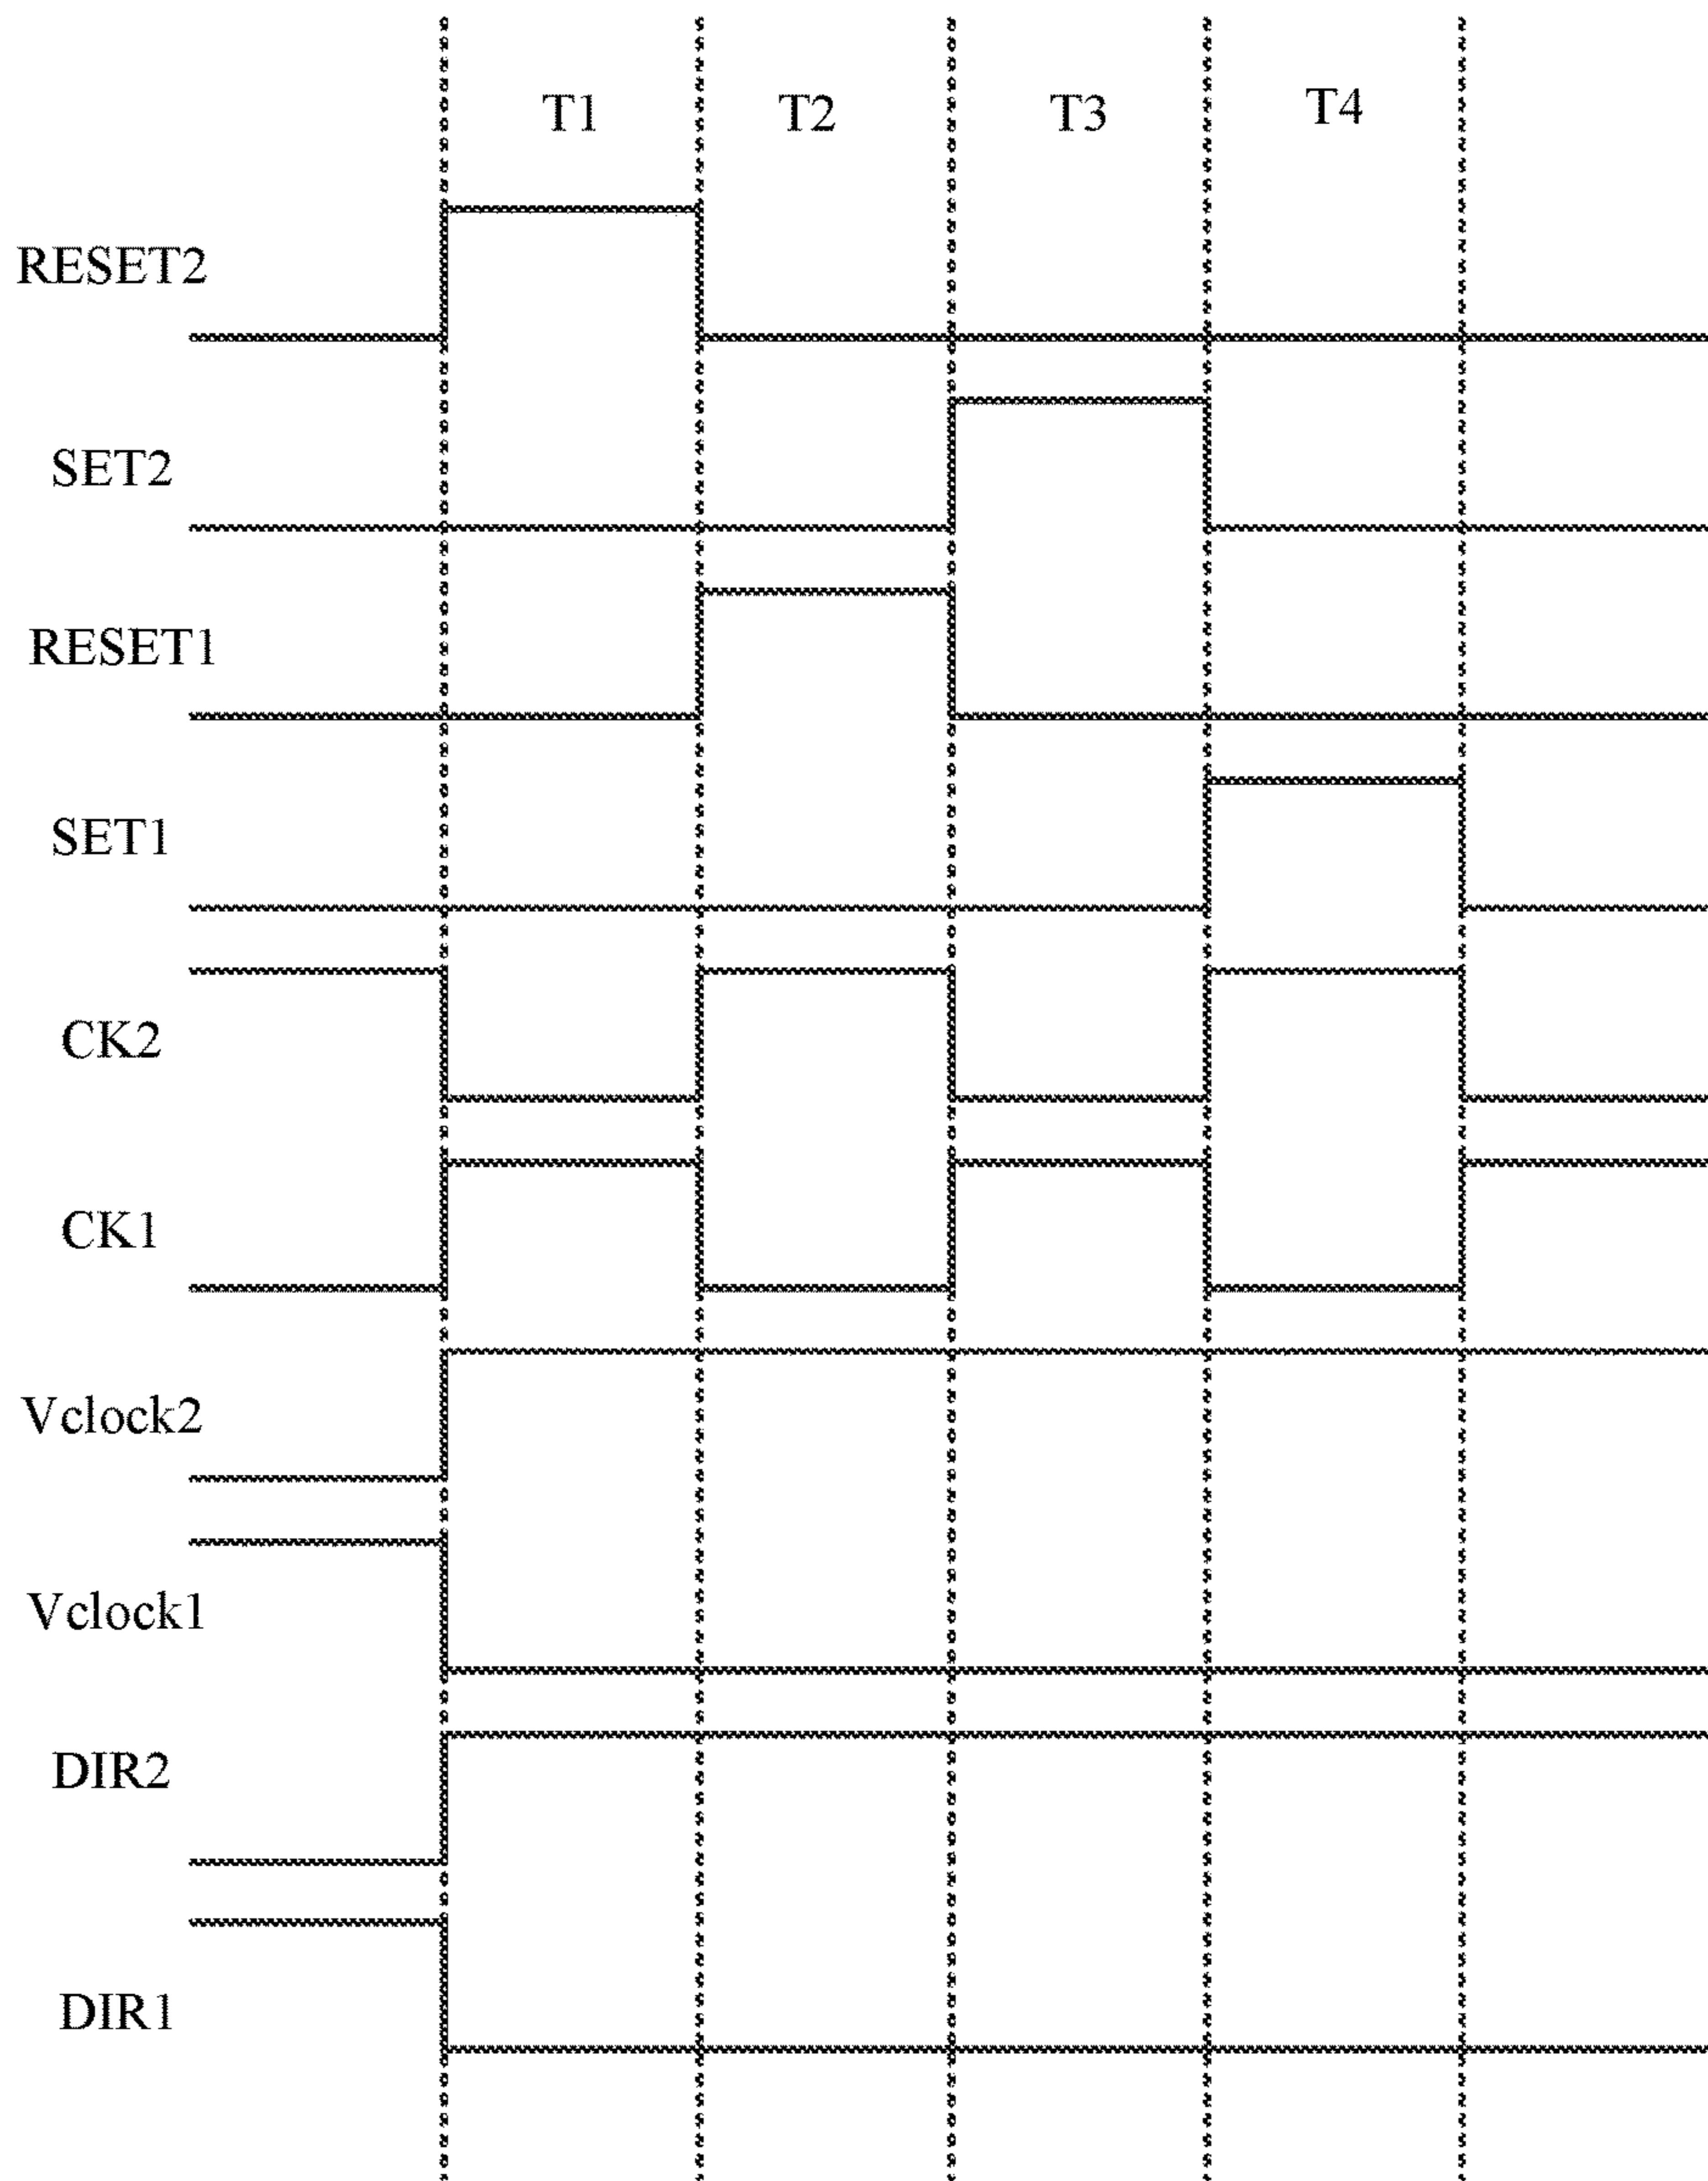 T1 T2 T3 T4
RESET2
SET2
RESET1
SET1
CK2
CK1
Vclock2
Vclock1
DIR2
DIR1